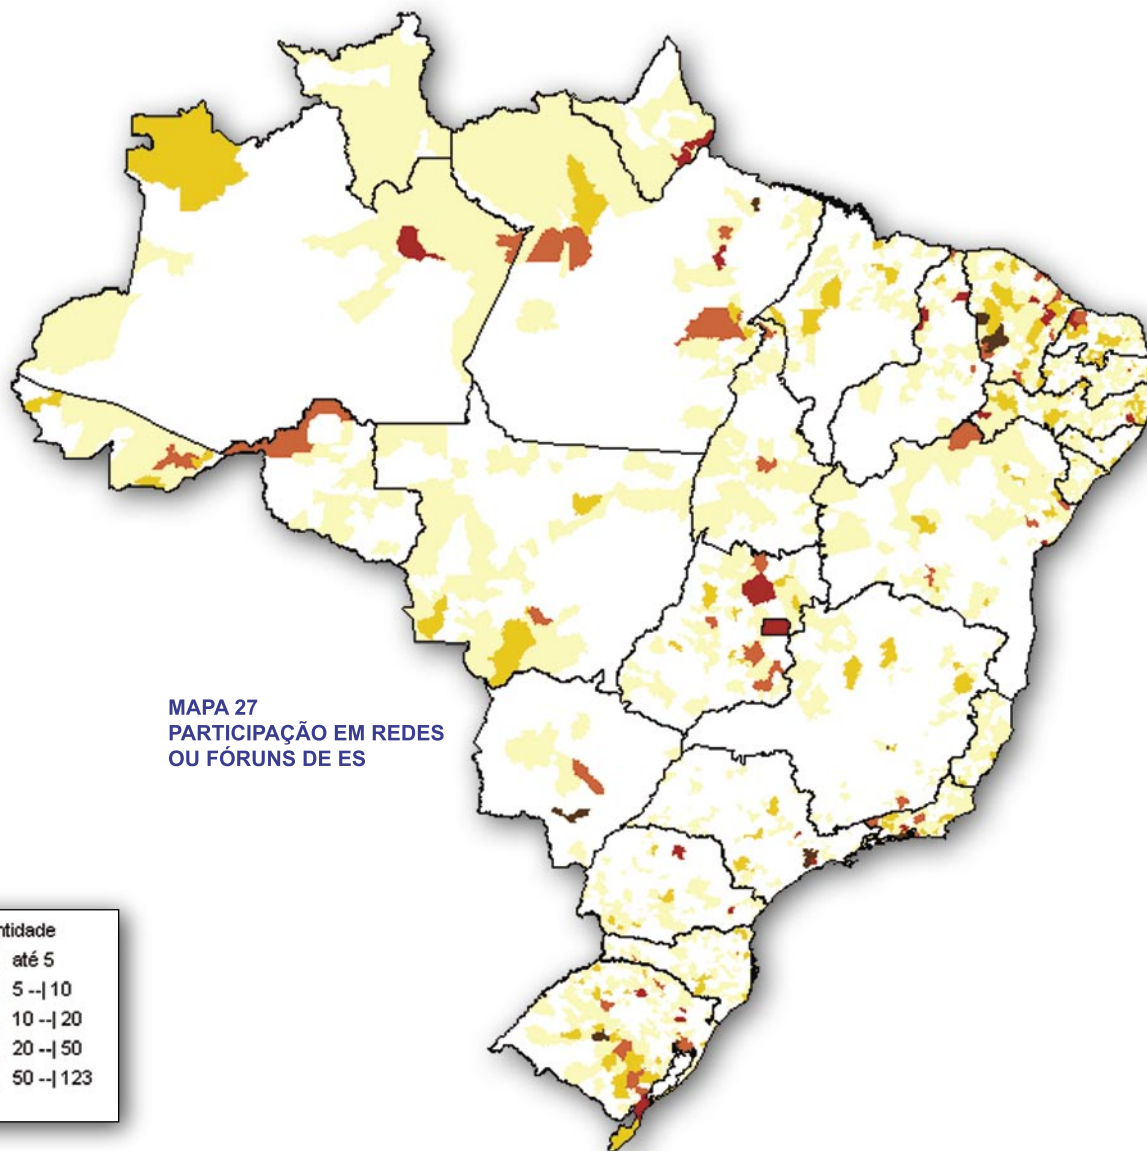 MAPA 27
PARTICIPAÇÃO EM REDES
OU FÓRUNS DE ES
ntidade
até 5
5 --| 10
10 --| 20
20 --| 50
50 --| 123